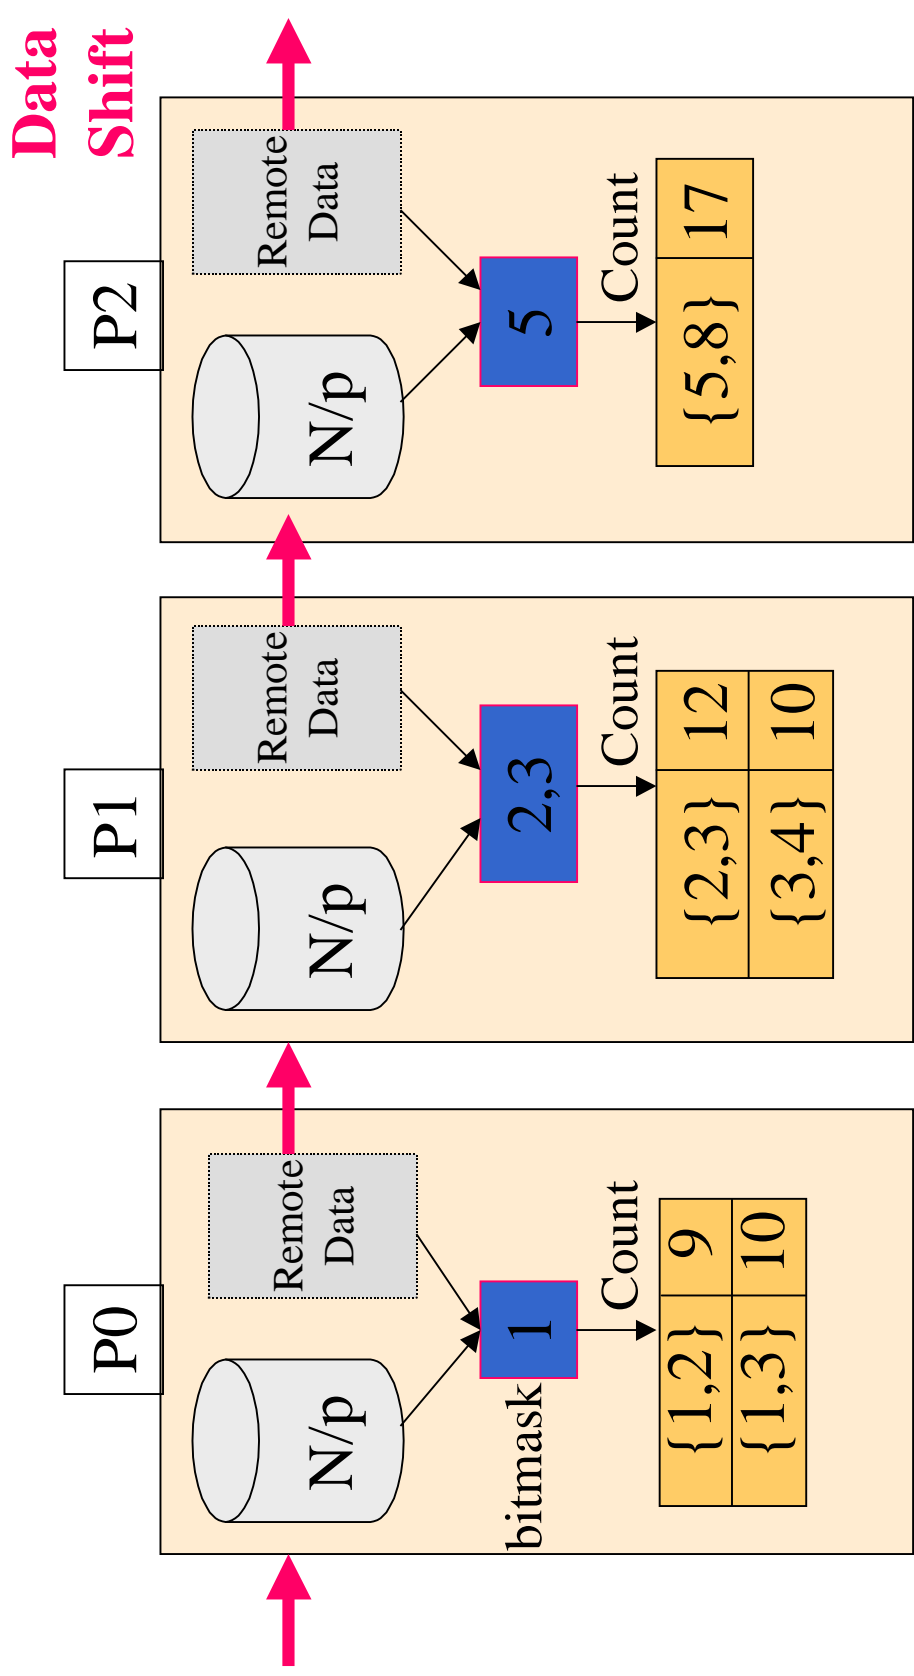 Data
Shift
P0
P1
P2
N/p
Remote
Data
N/p
Remote
Data
N/p
Remote
Data
bitmask
1
2,3
5
Count
Count
Count
{1,2} 9
{1,3} 10
{2,3} 12
{3,4} 10
{5,8} 17